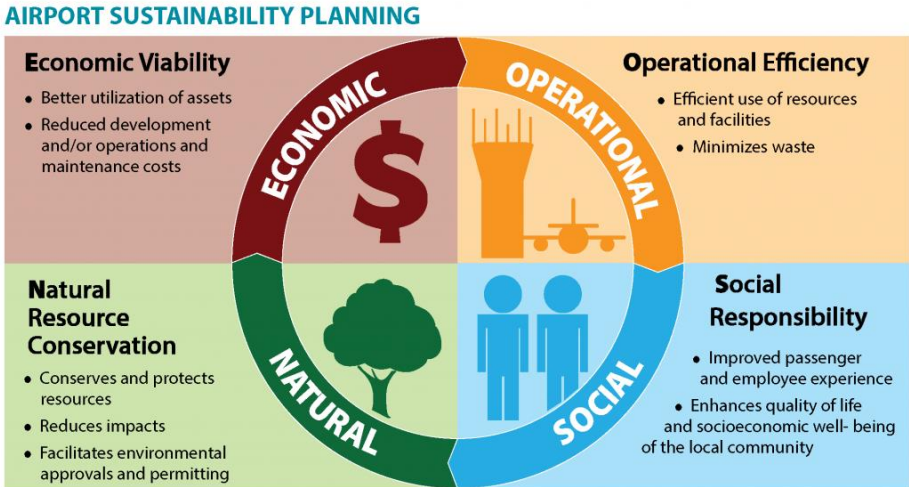 AIRPORT SUSTAINABILITY PLANNING
Economic Viability
• Better utilization of assets
• Reduced development
and/or operations and
maintenance costs
ECONOMIC
$
OPERATIONAL
Operational Efficiency
• Efficient use of resources
and facilities
• Minimizes waste
Natural
Resource
Conservation
• Conserves and protects
resources
• Reduces impacts
• Facilitates environmental
approvals and permitting
NATURAL
SOCIAL
Social
Responsibility
• Improved passenger
and employee experience
• Enhances quality of life
and socioeconomic well- being
of the local community